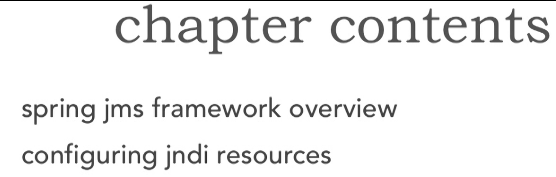 chapter contents
spring jms framework overview
configuring jndi resources